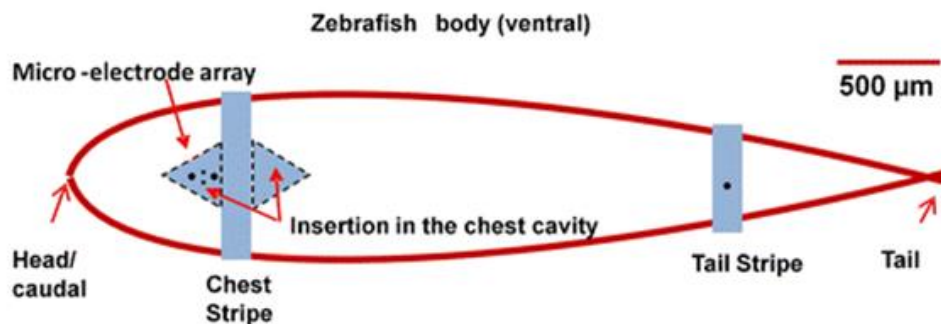 Zebrafish body (ventral)
Micro -electrode array
500 µm
Insertion in the chest cavity
Head/
caudal
Chest
Stripe
Tail Stripe
Tail